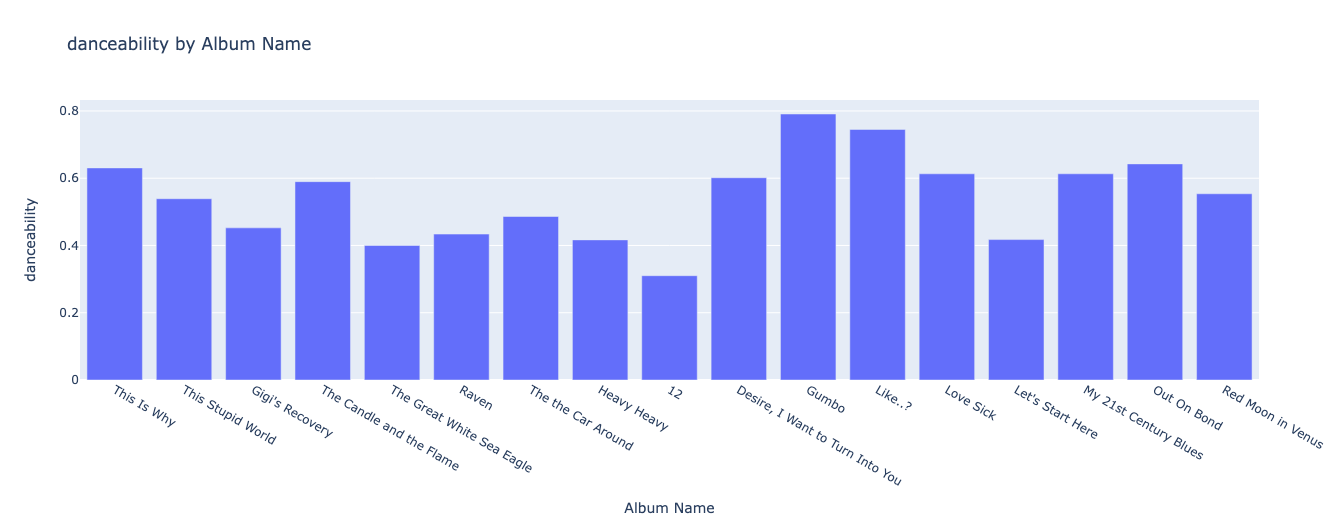 danceability by Album Name
danceability
0.8
0.6
0.4
0.2
0
This Is Why
This Stupid World
Gigi's Recovery
The Candle and the Flame
The Great White Sea Eagle
Raven
The the Car Around
Heavy Heavy
12
Desire, I Want to Turn Into You
Gumbo
Like..?
Love Sick
Let's Start Here
My 21st Century Blues
Out On Bond
Red Moon in Venus
Album Name